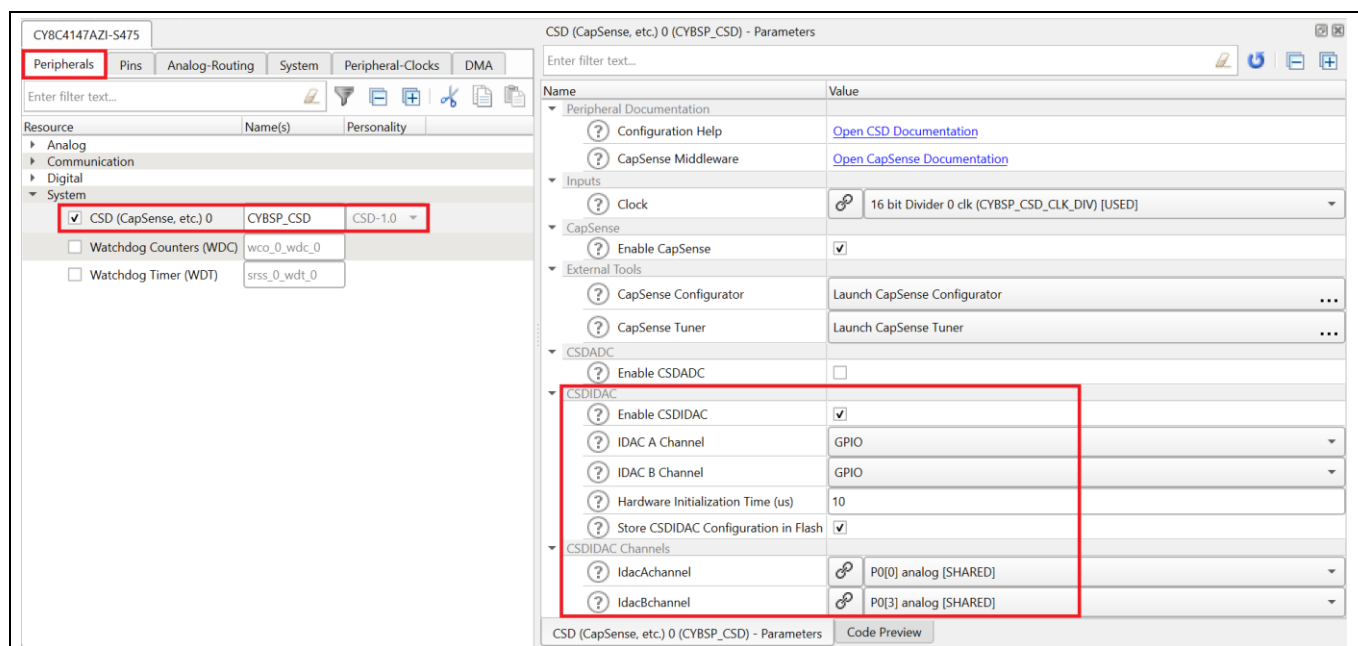 CY8C4147AZI-S475
Peripherals Pins Analog-Routing System Peripheral-Clocks DMA
Enter filter text...
Resource Name(s) Personality
Analog
Communication
Digital
System
CSD (CapSense, etc.) 0 CYBSP_CSD CSD-1.0
Watchdog Counters (WDC) wco_0_wdc_0
Watchdog Timer (WDT) srss_0_wdt_0
CSD (CapSense, etc.) 0 (CYBSP_CSD) - Parameters
Enter filter text...
Name Value
Peripheral Documentation
? Configuration Help Open CSD Documentation
? CapSense Middleware Open CapSense Documentation
Inputs
? Clock 16 bit Divider 0 clk (CYBSP_CSD_CLK_DIV) [USED]
CapSense
? Enable CapSense
External Tools
? CapSense Configurator Launch CapSense Configurator ...
? CapSense Tuner Launch CapSense Tuner ...
CSDADC
? Enable CSDADC
CSDIDAC
? Enable CSDIDAC
? IDAC A Channel GPIO
? IDAC B Channel GPIO
? Hardware Initialization Time (us) 10
? Store CSDIDAC Configuration in Flash
CSDIDAC Channels
? IdacAchannel P0[0] analog [SHARED]
? IdacBchannel P0[3] analog [SHARED]
CSD (CapSense, etc.) 0 (CYBSP_CSD) - Parameters Code Preview